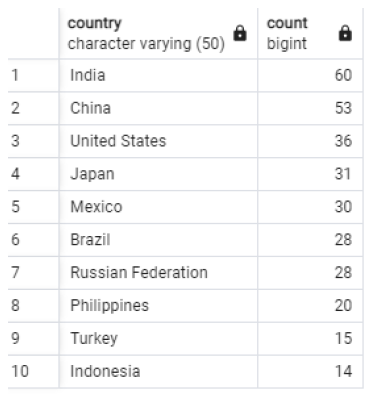 country count
character varying (50) bigint
1 India 60
2 China 53
3 United States 36
4 Japan 31
5 Mexico 30
6 Brazil 28
7 Russian Federation 28
8 Philippines 20
9 Turkey 15
10 Indonesia 14